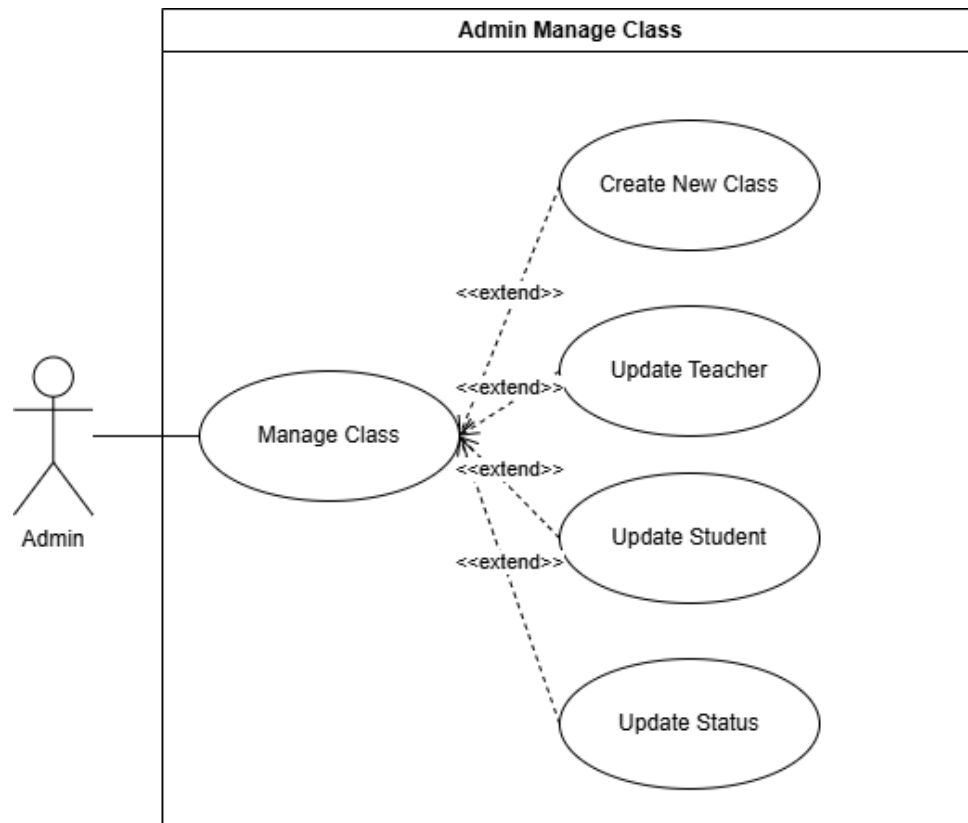 Admin Manage Class
Create New Class
<<extend>>
Update Teacher
<<extend>>
Manage Class
<<extend>>
Update Student
Admin
<<extend>>
Update Status